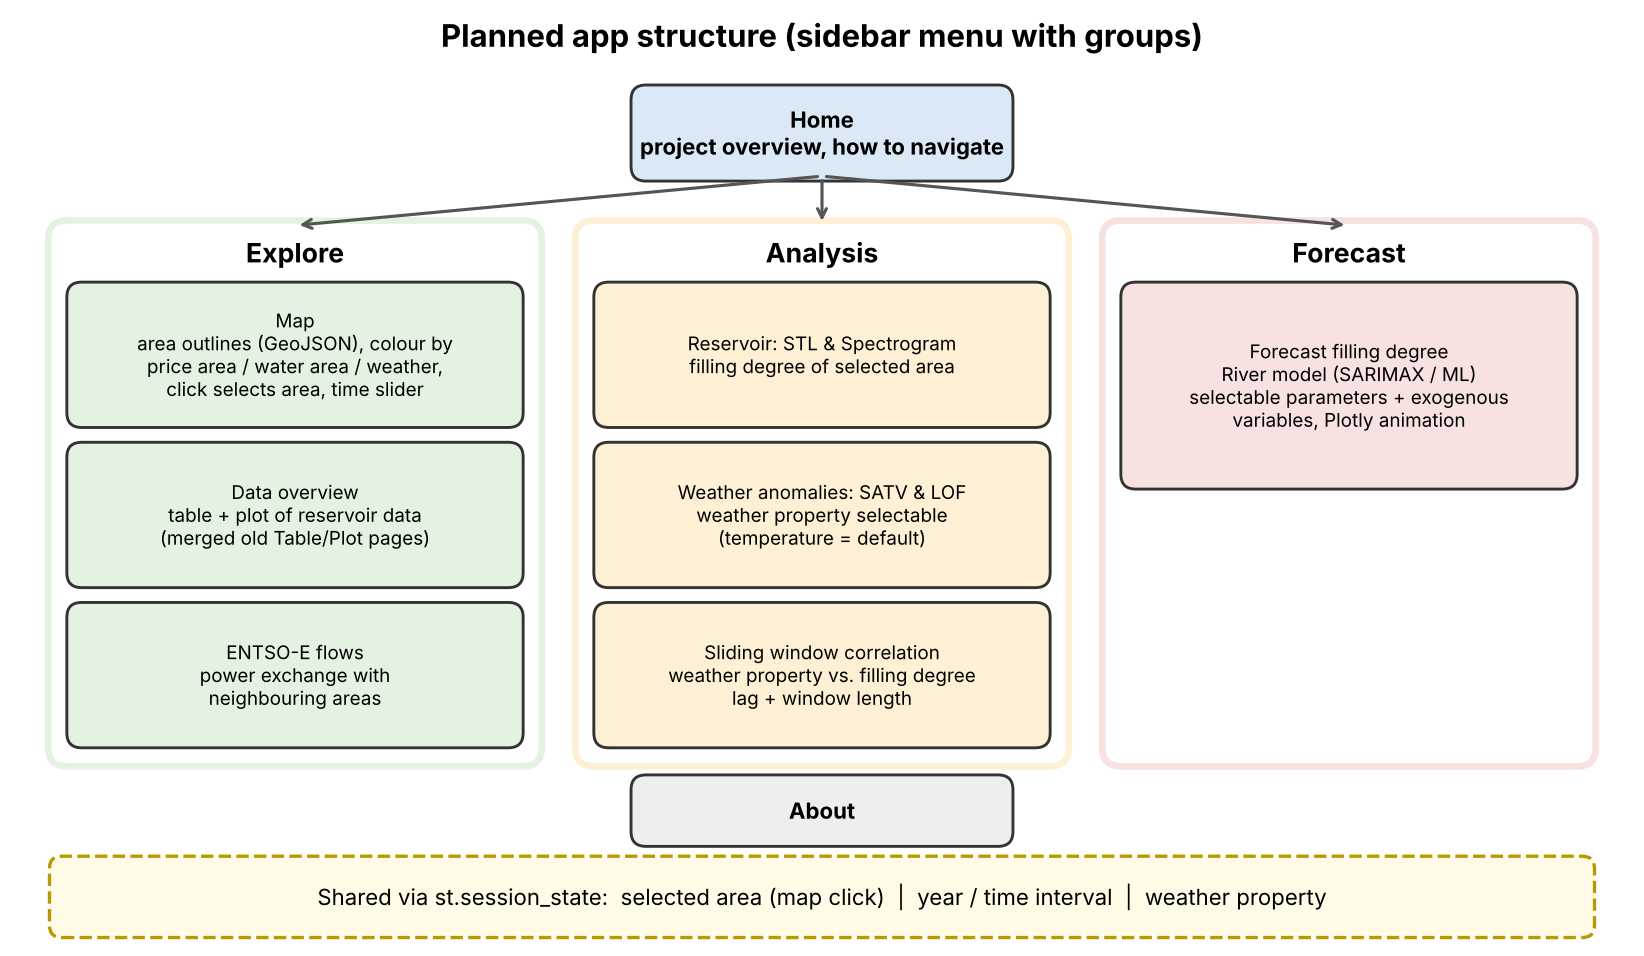 Planned app structure (sidebar menu with groups)
Home
project overview, how to navigate
Explore
Map
area outlines (GeoJSON), colour by
price area / water area / weather,
click selects area, time slider
Data overview
table + plot of reservoir data
(merged old Table/Plot pages)
ENTSO-E flows
power exchange with
neighbouring areas
Analysis
Reservoir: STL & Spectrogram
filling degree of selected area
Weather anomalies: SATV & LOF
weather property selectable
(temperature = default)
Sliding window correlation
weather property vs. filling degree
lag + window length
Forecast
Forecast filling degree
River model (SARIMAX / ML)
selectable parameters + exogenous
variables, Plotly animation
About
Shared via st.session_state:  selected area (map click)  |  year / time interval  |  weather property